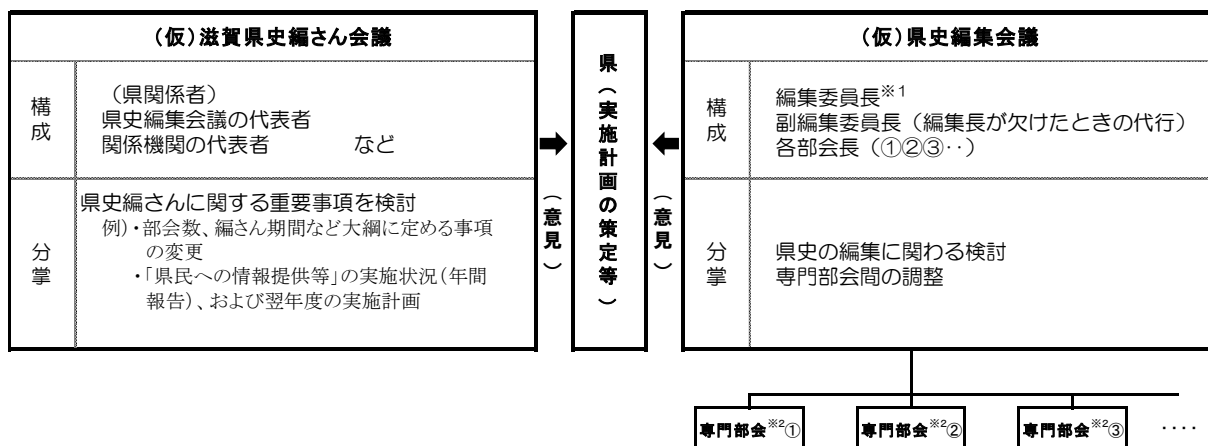 （仮）滋賀県史編さん会議
構成
（県関係者）
県史編集会議の代表者
関係機関の代表者　　　　など
分掌
県史編さんに関する重要事項を検討
例）・部会数、編さん期間など大綱に定める事項
の変更
・「県民への情報提供等」の実施状況（年間
報告）、および翌年度の実施計画
（意見）
県（実施計画の策定等）
（意見）
（仮）県史編集会議
構成
編集委員長※1
副編集委員長（編集長が欠けたときの代行）
各部会長（①②③‥）
分掌
県史の編集に関わる検討
専門部会間の調整
専門部会※2①
専門部会※2②
専門部会※2③
‥‥